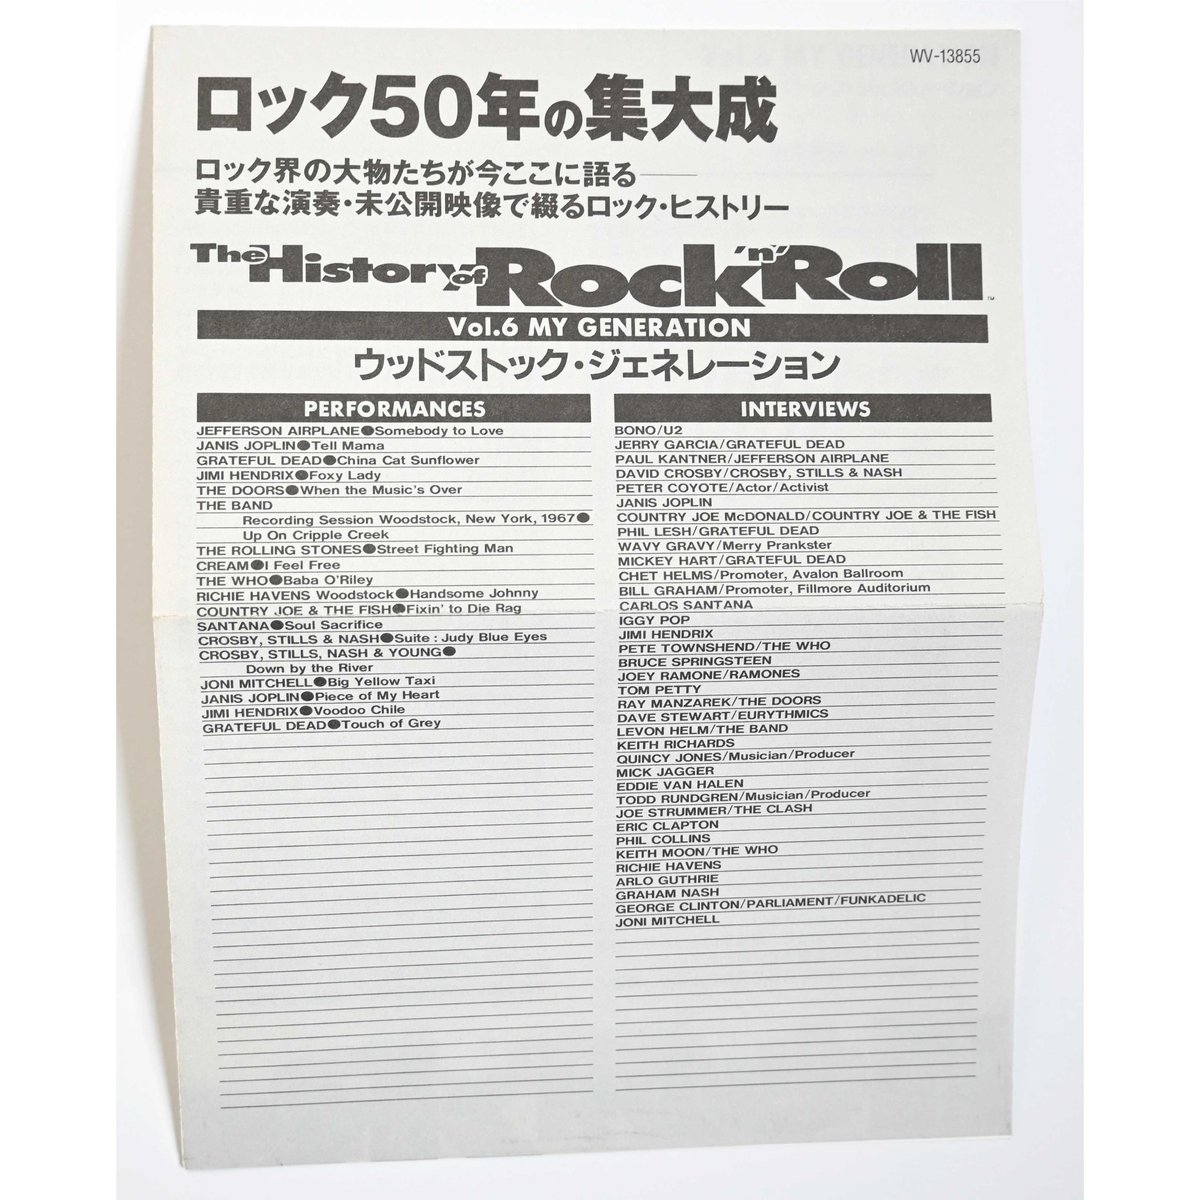 WV-13855
ロック50年の集大成
ロック界の大物たちが今ここに語る――
貴重な演奏・未公開映像で綴るロック・ヒストリー
The History of Rock 'n' Roll™
Vol.6 MY GENERATION
ウッドストック・ジェネレーション
PERFORMANCES
JEFFERSON AIRPLANE●Somebody to Love
JANIS JOPLIN●Tell Mama
GRATEFUL DEAD●China Cat Sunflower
JIMI HENDRIX●Foxy Lady
THE DOORS●When the Music's Over
THE BAND
Recording Session Woodstock, New York, 1967●
Up On Cripple Creek
THE ROLLING STONES●Street Fighting Man
CREAM●I Feel Free
THE WHO●Baba O'Riley
RICHIE HAVENS Woodstock●Handsome Johnny
COUNTRY JOE & THE FISH●Fixin' to Die Rag
SANTANA●Soul Sacrifice
CROSBY, STILLS & NASH●Suite : Judy Blue Eyes
CROSBY, STILLS, NASH & YOUNG●
Down by the River
JONI MITCHELL●Big Yellow Taxi
JANIS JOPLIN●Piece of My Heart
JIMI HENDRIX●Voodoo Chile
GRATEFUL DEAD●Touch of Grey
INTERVIEWS
BONO/U2
JERRY GARCIA/GRATEFUL DEAD
PAUL KANTNER/JEFFERSON AIRPLANE
DAVID CROSBY/CROSBY, STILLS & NASH
PETER COYOTE/Actor/Activist
JANIS JOPLIN
COUNTRY JOE McDONALD/COUNTRY JOE & THE FISH
PHIL LESH/GRATEFUL DEAD
WAVY GRAVY/Merry Prankster
MICKEY HART/GRATEFUL DEAD
CHET HELMS/Promoter, Avalon Ballroom
BILL GRAHAM/Promoter, Fillmore Auditorium
CARLOS SANTANA
IGGY POP
JIMI HENDRIX
PETE TOWNSHEND/THE WHO
BRUCE SPRINGSTEEN
JOEY RAMONE/RAMONES
TOM PETTY
RAY MANZAREK/THE DOORS
DAVE STEWART/EURYTHMICS
LEVON HELM/THE BAND
KEITH RICHARDS
QUINCY JONES/Musician/Producer
MICK JAGGER
EDDIE VAN HALEN
TODD RUNDGREN/Musician/Producer
JOE STRUMMER/THE CLASH
ERIC CLAPTON
PHIL COLLINS
KEITH MOON/THE WHO
RICHIE HAVENS
ARLO GUTHRIE
GRAHAM NASH
GEORGE CLINTON/PARLIAMENT/FUNKADELIC
JONI MITCHELL